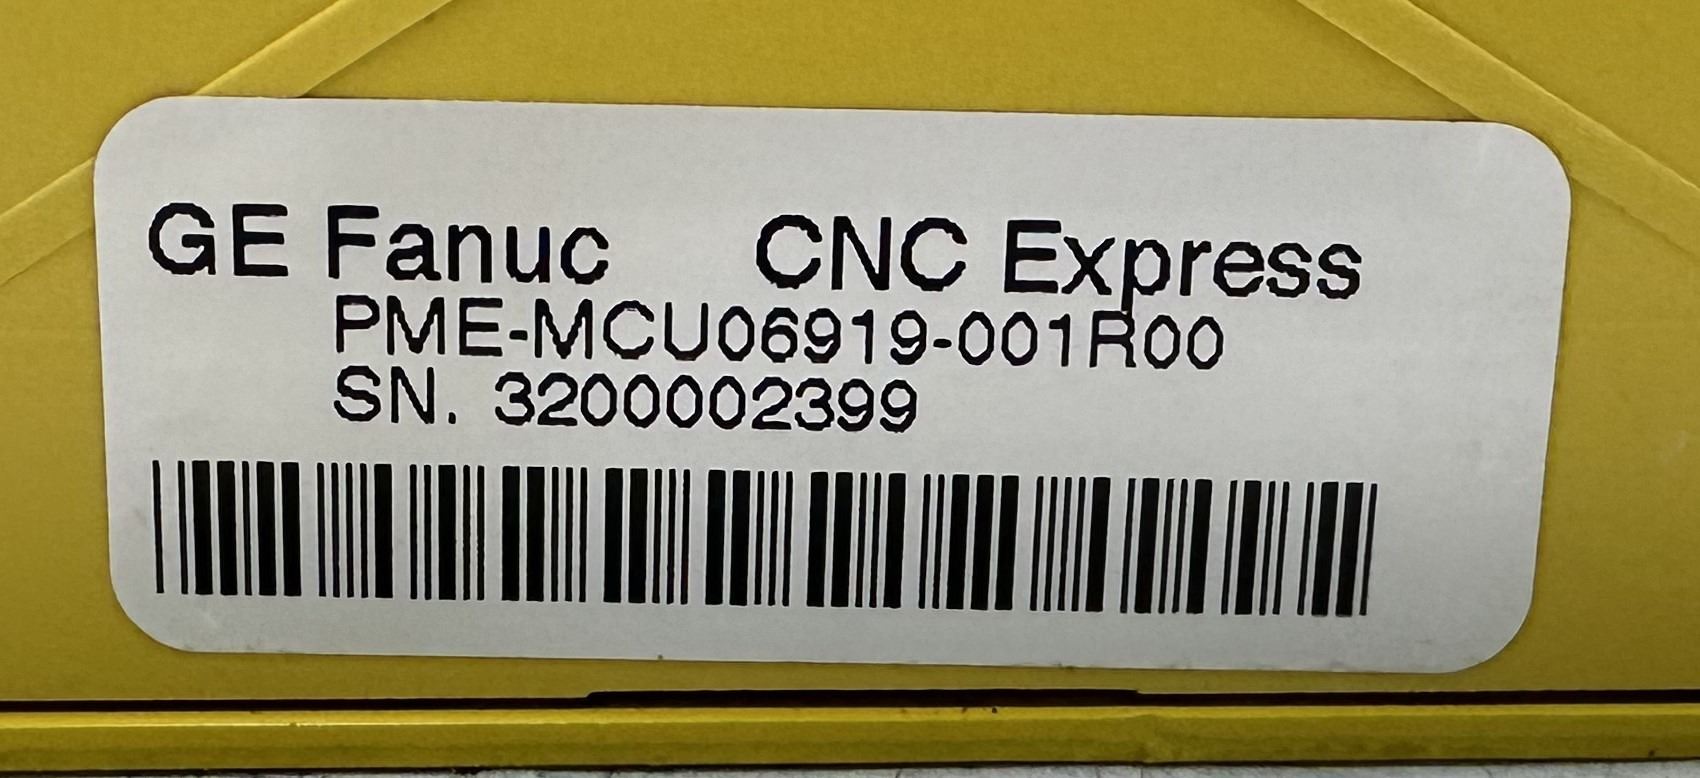 GE Fanuc CNC Express
PME-MCU06919-001R00
SN. 3200002399